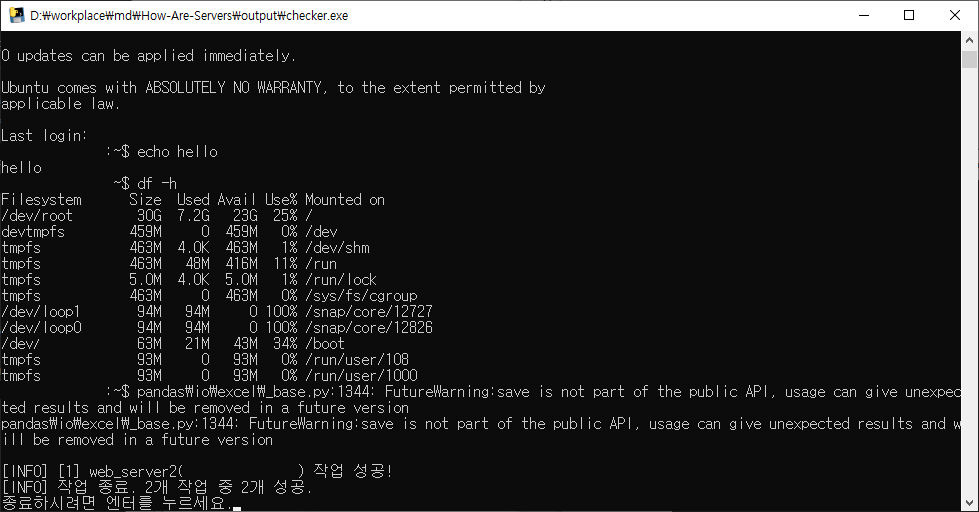 D:₩workplace₩md₩How-Are-Servers₩output₩checker.exe
0 updates can be applied immediately.
Ubuntu comes with ABSOLUTELY NO WARRANTY, to the extent permitted by
applicable law.
Last login:
:~$ echo hello
hello
~$ df -h
Filesystem Size Used Avail Use% Mounted on
/dev/root 30G 7.2G 23G 25% /
devtmpfs 459M 0 459M 0% /dev
tmpfs 463M 4.0K 463M 1% /dev/shm
tmpfs 463M 48M 416M 11% /run
tmpfs 5.0M 4.0K 5.0M 1% /run/lock
tmpfs 463M 0 463M 0% /sys/fs/cgroup
/dev/loop1 94M 94M 0 100% /snap/core/12727
/dev/loop0 94M 94M 0 100% /snap/core/12826
/dev/ 63M 21M 43M 34% /boot
tmpfs 93M 0 93M 0% /run/user/108
tmpfs 93M 0 93M 0% /run/user/1000
:~$ pandas₩io₩excel₩_base.py:1344: FutureWarning:save is not part of the public API, usage can give unexpec
ted results and will be removed in a future version
pandas₩io₩excel₩_base.py:1344: FutureWarning:save is not part of the public API, usage can give unexpected results and w
ill be removed in a future version
[INFO] [1] web_server2( ) 작업 성공!
[INFO] 작업 종료. 2개 작업 중 2개 성공.
종료하시려면 엔터를 누르세요.